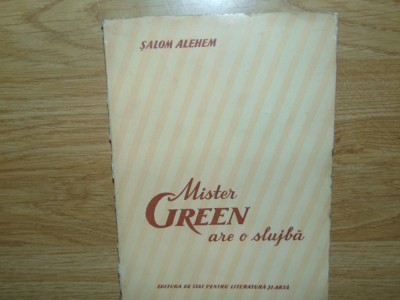 ŞALOM ALEHEM
Mister
GREEN
are o slujbă
EDITURA DE STAT PENTRU LITERATURĂ ŞI ARTĂ